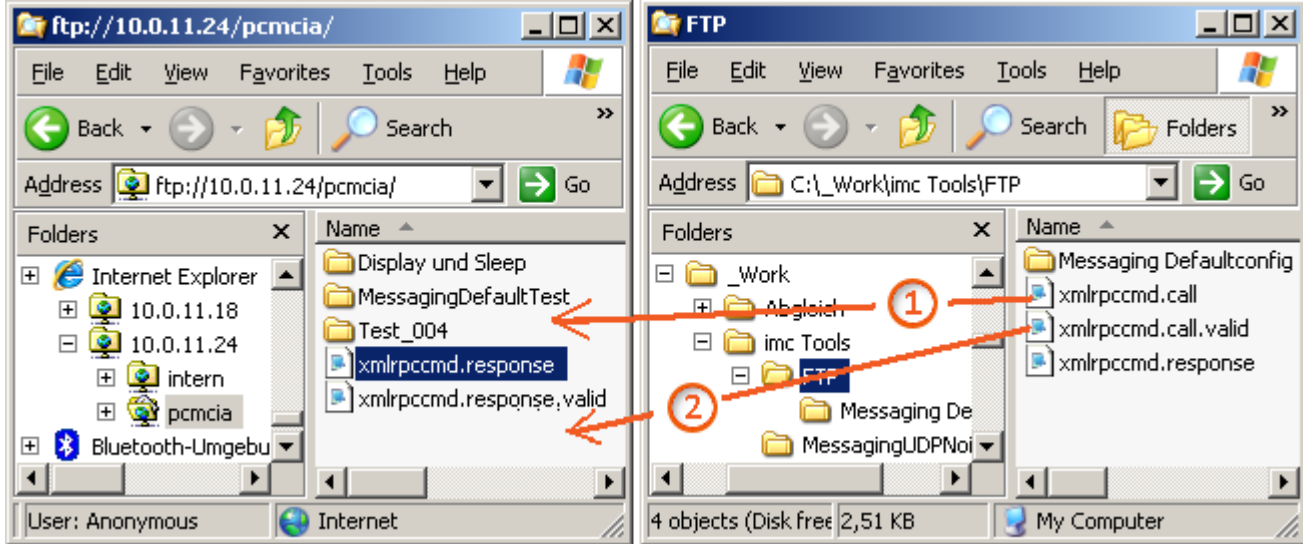 ftp://10.0.11.24/pcmcia/
File Edit View Favorites Tools Help
Back Search »
Address ftp://10.0.11.24/pcmcia/ Go
Folders x
Internet Explorer
10.0.11.18
10.0.11.24
intern
pcmcia
Bluetooth-Umgebu
Name
Display und Sleep
MessagingDefaultTest
Test_004
xmlrpccmd.response
xmlrpccmd.response.valid
User: Anonymous Internet
FTP
File Edit View Favorites Tools Help
Back Search Folders »
Address C:\_Work\imc Tools\FTP Go
Folders x
_Work
Abgleich
imc Tools
FTP
Messaging De
MessagingUDPNoi
Name
Messaging Defaultconfig
xmlrpccmd.call
xmlrpccmd.call.valid
xmlrpccmd.response
1
2
4 objects (Disk free 2,51 KB My Computer